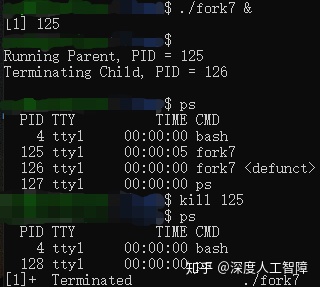 $ ./fork7 &
[1] 125
$
Running Parent, PID = 125
Terminating Child, PID = 126
$ ps
PID TTY          TIME CMD
4 tty1     00:00:00 bash
125 tty1     00:00:05 fork7
126 tty1     00:00:00 fork7 <defunct>
127 tty1     00:00:00 ps
$ kill 125
$ ps
PID TTY          TIME CMD
4 tty1     00:00:00 bash
128 tty1     00:00:00 ps
[1]+  Terminated              ./fork7
知乎 @深度人工智障